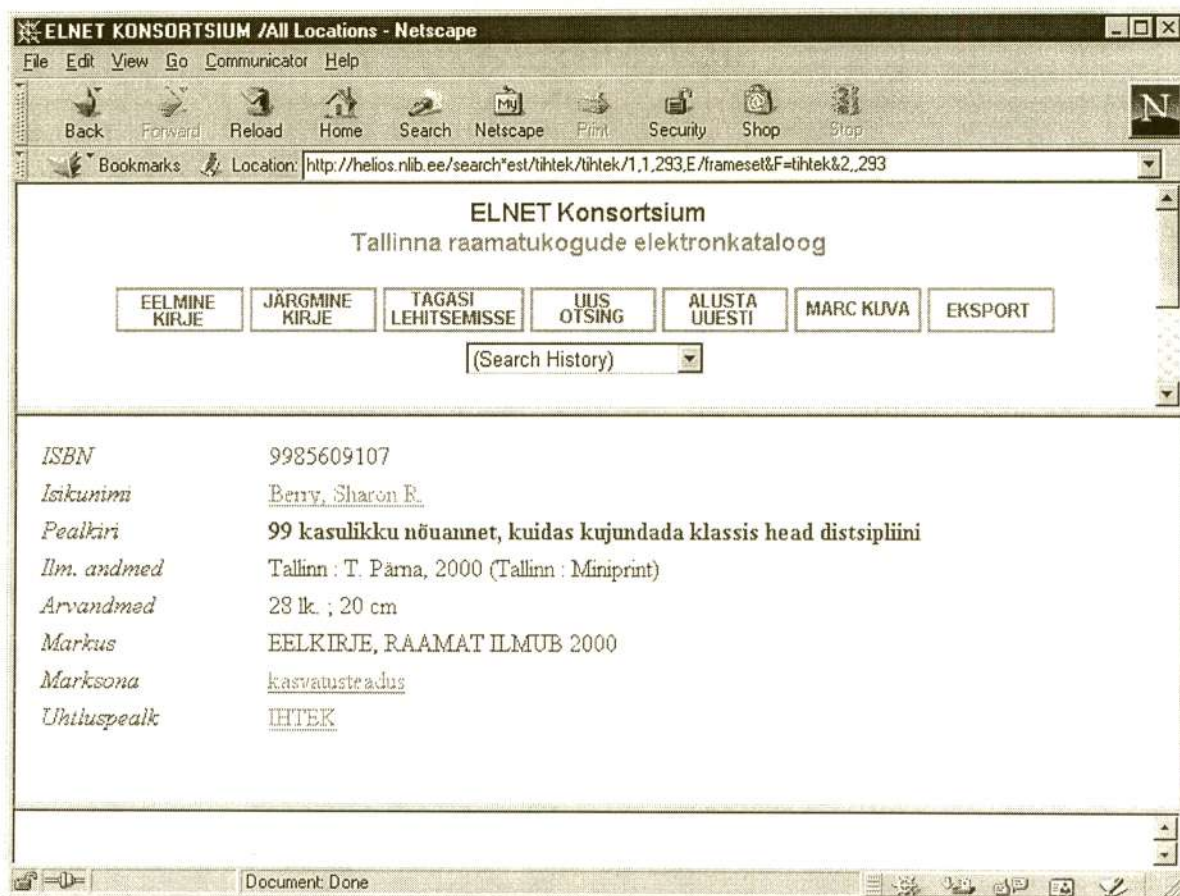 ELNET KONSORTSIUM /All Locations - Netscape
File Edit View Go Communicator Help
My
N
Back Forward Reload Home Search Netscape Print Security Shop Stop
Bookmarks Location: http://helios.nlib.ee/search*est/tihtek/tihtek/1,1,293,E/frameset&F=tihtek&2,,293
ELNET Konsortsium
Tallinna raamatukogude elektronkataloog
EELMINE KIRJE JÄRGMINE KIRJE TAGASI LEHITSEMISSE UUS OTSING ALUSTA UUESTI MARC KUVA EKSPORT
(Search History)
ISBN 9985609107
Isikunimi Berry, Sharon R.
Pealkiri 99 kasulikku nõuannet, kuidas kujundada klassis head distsipliini
Ilm. andmed Tallinn : T. Pärna, 2000 (Tallinn : Miniprint)
Arvandmed 28 lk. ; 20 cm
Markus EELKIRJE, RAAMAT ILMUB 2000
Marksona kasvatusteadus
Uhtluspealk IHTEK
Document: Done